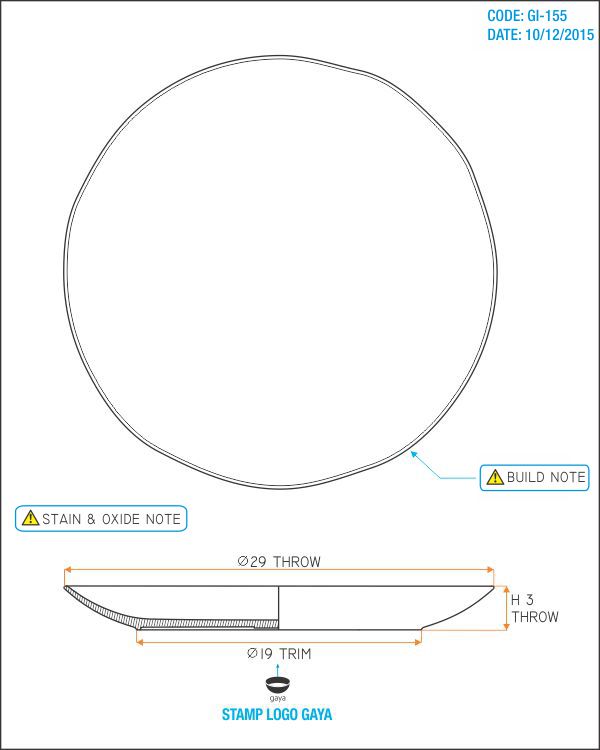 CODE: GI-155
DATE: 10/12/2015
BUILD NOTE
STAIN & OXIDE NOTE
Ø29 THROW
H 3
THROW
Ø19 TRIM
gaya
STAMP LOGO GAYA